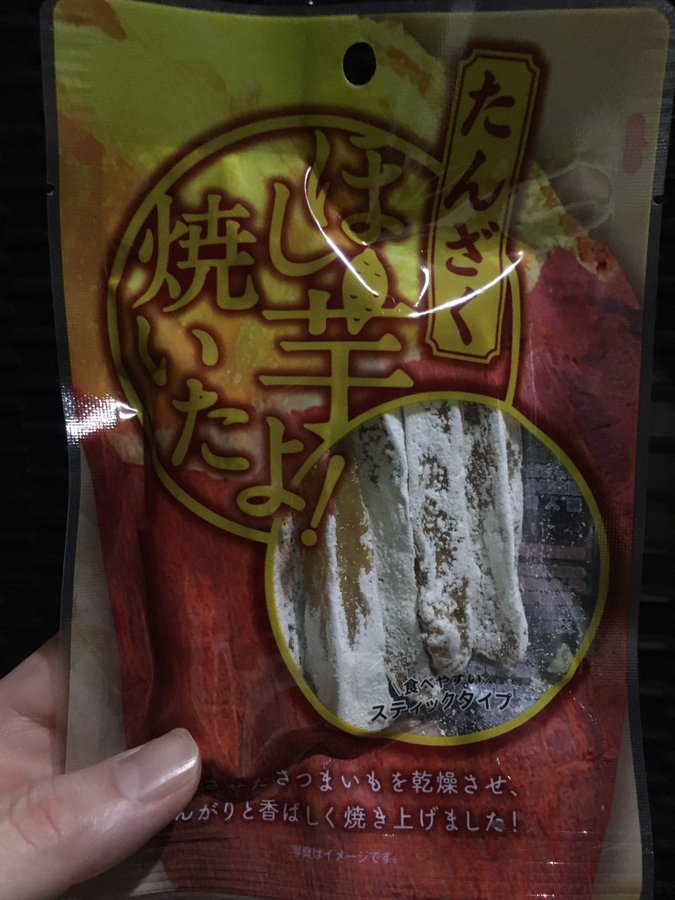 たんざく
ほし芋
焼いたよ!
食べやすい
スティックタイプ
させたさつまいもを乾燥させ、
んがりと香ばしく焼き上げました!
写真はイメージです。